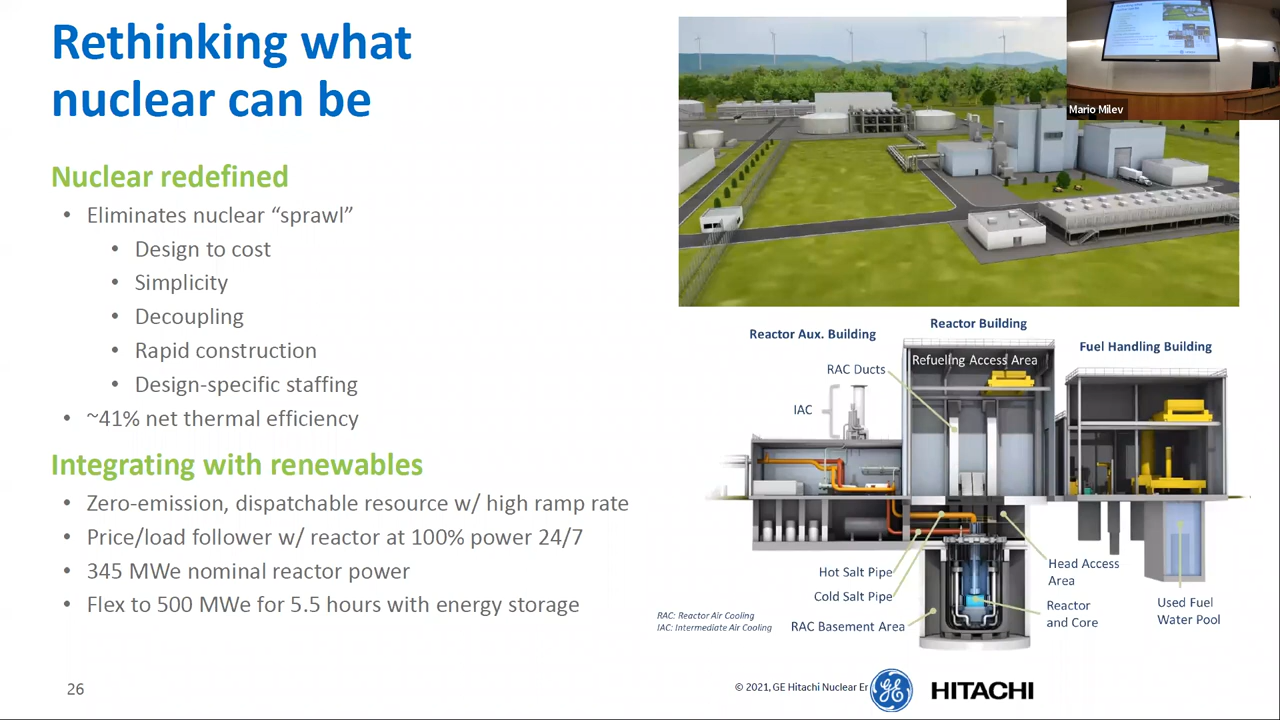 Rethinking what
nuclear can be
Nuclear redefined
• Eliminates nuclear “sprawl”
• Design to cost
• Simplicity
• Decoupling
• Rapid construction
• Design-specific staffing
• ~41% net thermal efficiency
Integrating with renewables
• Zero-emission, dispatchable resource w/ high ramp rate
• Price/load follower w/ reactor at 100% power 24/7
• 345 MWe nominal reactor power
• Flex to 500 MWe for 5.5 hours with energy storage
Mario Milev
Reactor Aux. Building
Reactor Building
Fuel Handling Building
Refueling Access Area
RAC Ducts
IAC
Hot Salt Pipe
Cold Salt Pipe
RAC Basement Area
Head Access
Area
Reactor
and Core
Used Fuel
Water Pool
RAC: Reactor Air Cooling
IAC: Intermediate Air Cooling
26
© 2021, GE Hitachi Nuclear Er
GE
HITACHI